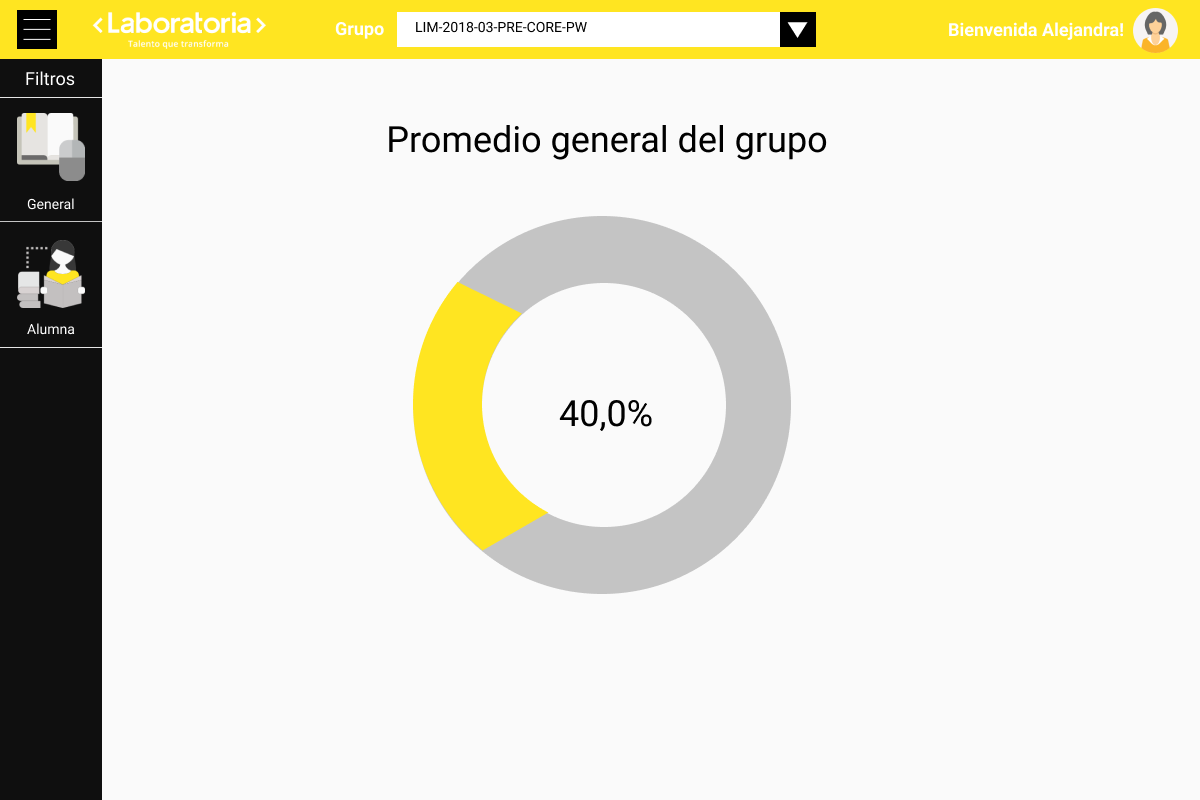 <Laboratoria>
Talento que transforma
Grupo
LIM-2018-03-PRE-CORE-PW
Bienvenida Alejandra!
Filtros
General
Alumna
Promedio general del grupo
40,0%